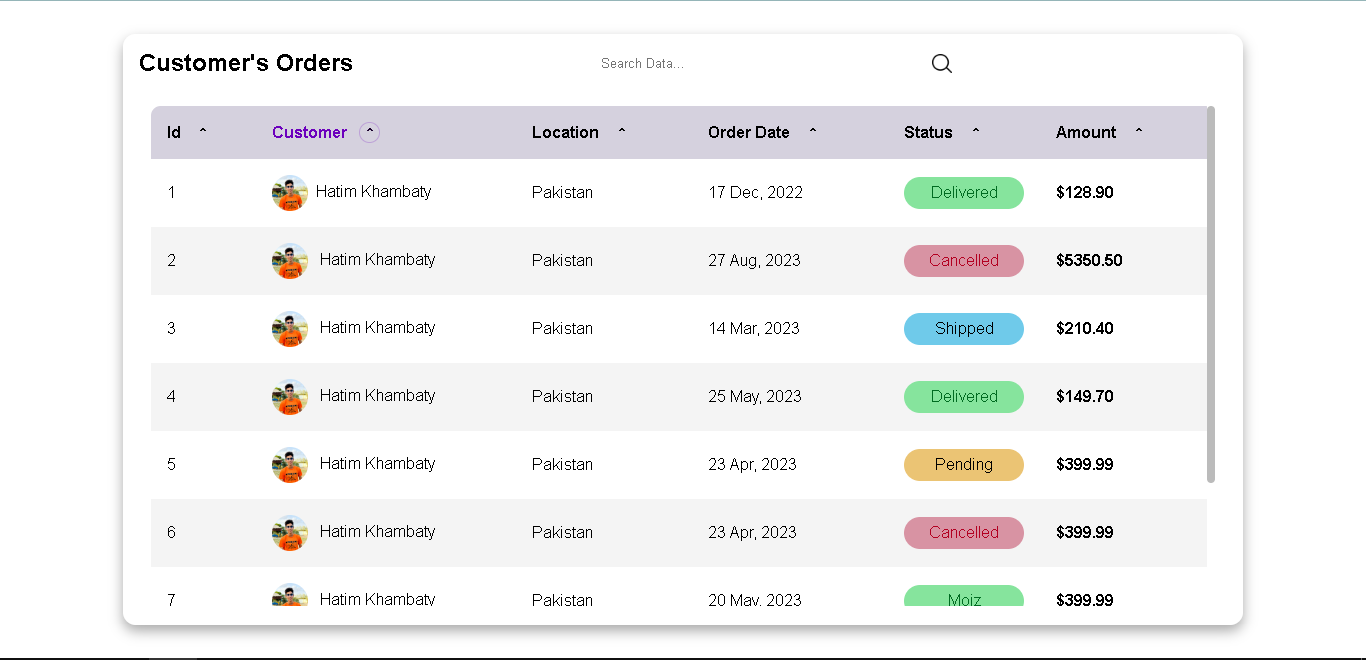 Customer's Orders Search Data...
Id Customer Location Order Date Status Amount
1 Hatim Khambaty Pakistan 17 Dec, 2022 Delivered $128.90
2 Hatim Khambaty Pakistan 27 Aug, 2023 Cancelled $5350.50
3 Hatim Khambaty Pakistan 14 Mar, 2023 Shipped $210.40
4 Hatim Khambaty Pakistan 25 May, 2023 Delivered $149.70
5 Hatim Khambaty Pakistan 23 Apr, 2023 Pending $399.99
6 Hatim Khambaty Pakistan 23 Apr, 2023 Cancelled $399.99
7 Hatim Khambaty Pakistan 20 May, 2023 Moiz $399.99